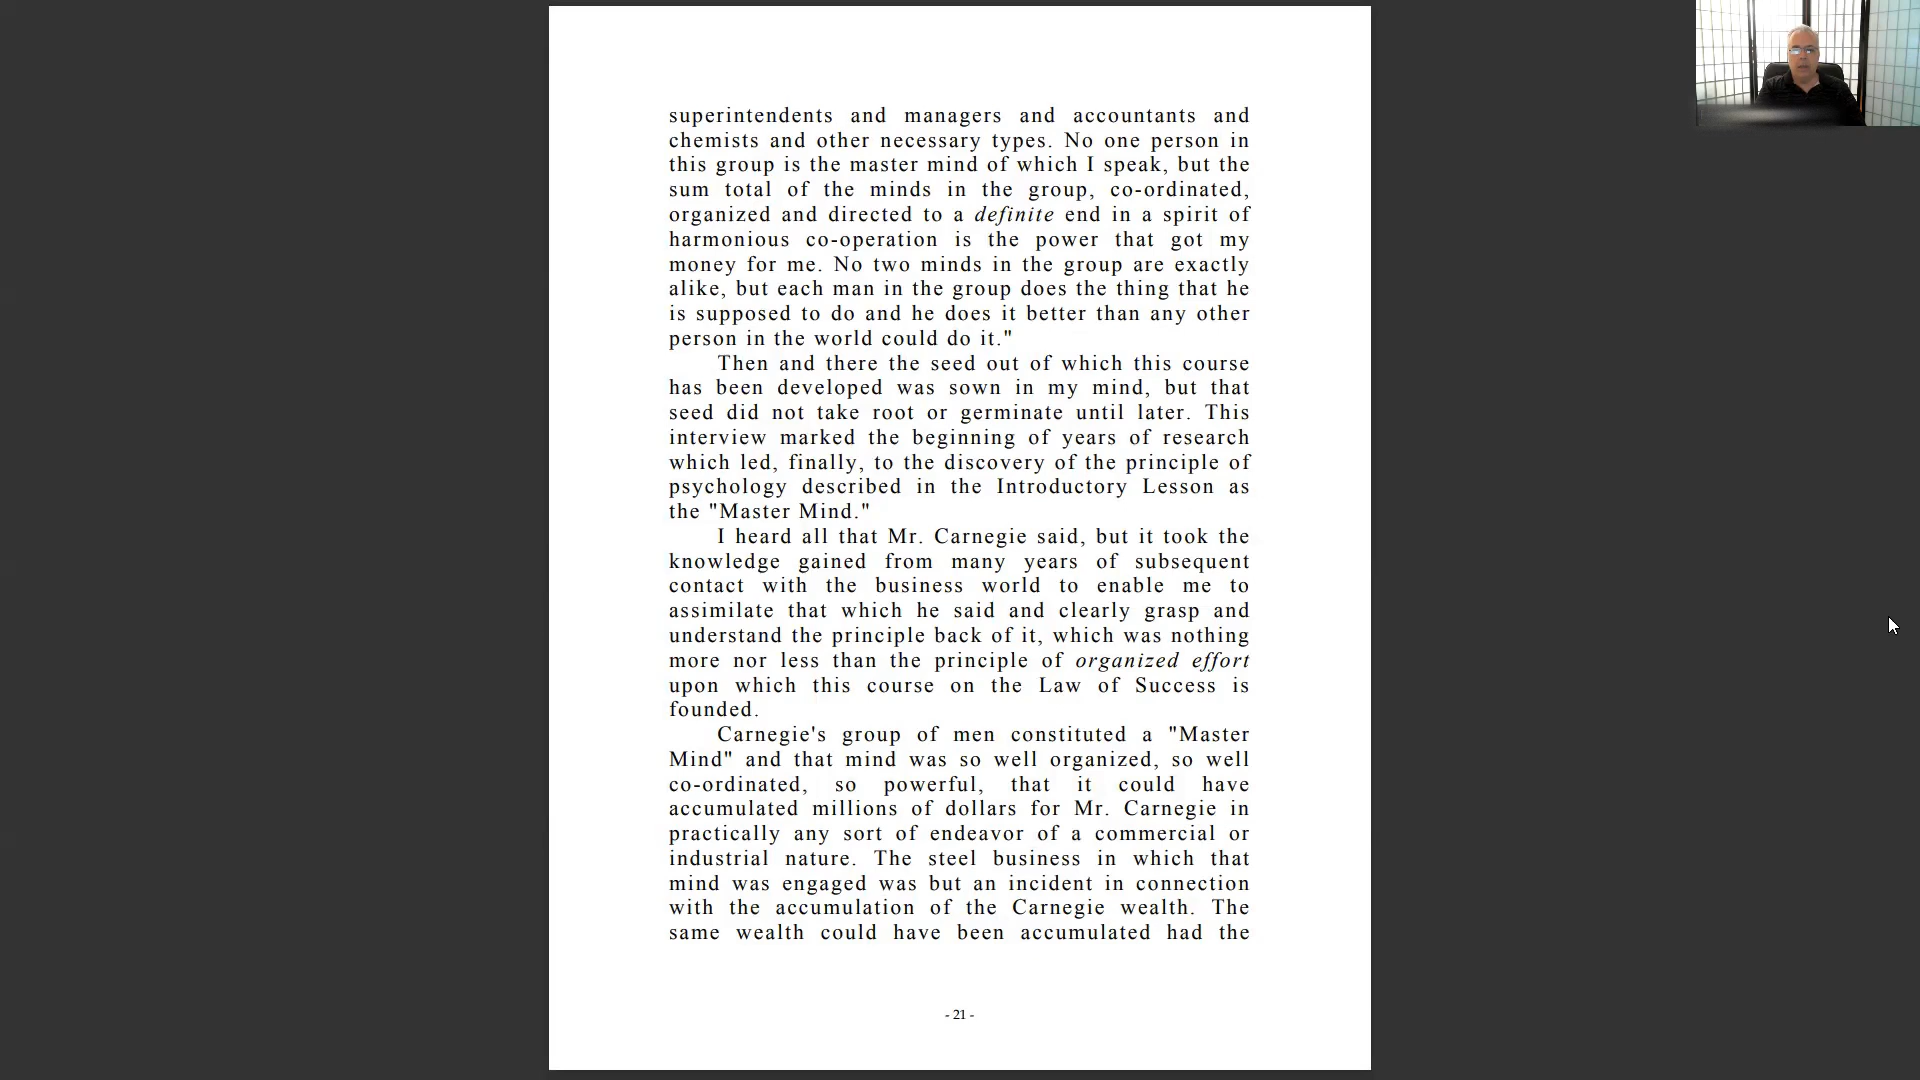 superintendents and managers and accountants and
chemists and other necessary types. No one person in
this group is the master mind of which I speak, but the
sum total of the minds in the group, co-ordinated,
organized and directed to a definite end in a spirit of
harmonious co-operation is the power that got my
money for me. No two minds in the group are exactly
alike, but each man in the group does the thing that he
is supposed to do and he does it better than any other
person in the world could do it."
Then and there the seed out of which this course
has been developed was sown in my mind, but that
seed did not take root or germinate until later. This
interview marked the beginning of years of research
which led, finally, to the discovery of the principle of
psychology described in the Introductory Lesson as
the "Master Mind."
I heard all that Mr. Carnegie said, but it took the
knowledge gained from many years of subsequent
contact with the business world to enable me to
assimilate that which he said and clearly grasp and
understand the principle back of it, which was nothing
more nor less than the principle of organized effort
upon which this course on the Law of Success is
founded.
Carnegie's group of men constituted a "Master
Mind" and that mind was so well organized, so well
co-ordinated, so powerful, that it could have
accumulated millions of dollars for Mr. Carnegie in
practically any sort of endeavor of a commercial or
industrial nature. The steel business in which that
mind was engaged was but an incident in connection
with the accumulation of the Carnegie wealth. The
same wealth could have been accumulated had the
- 21 -